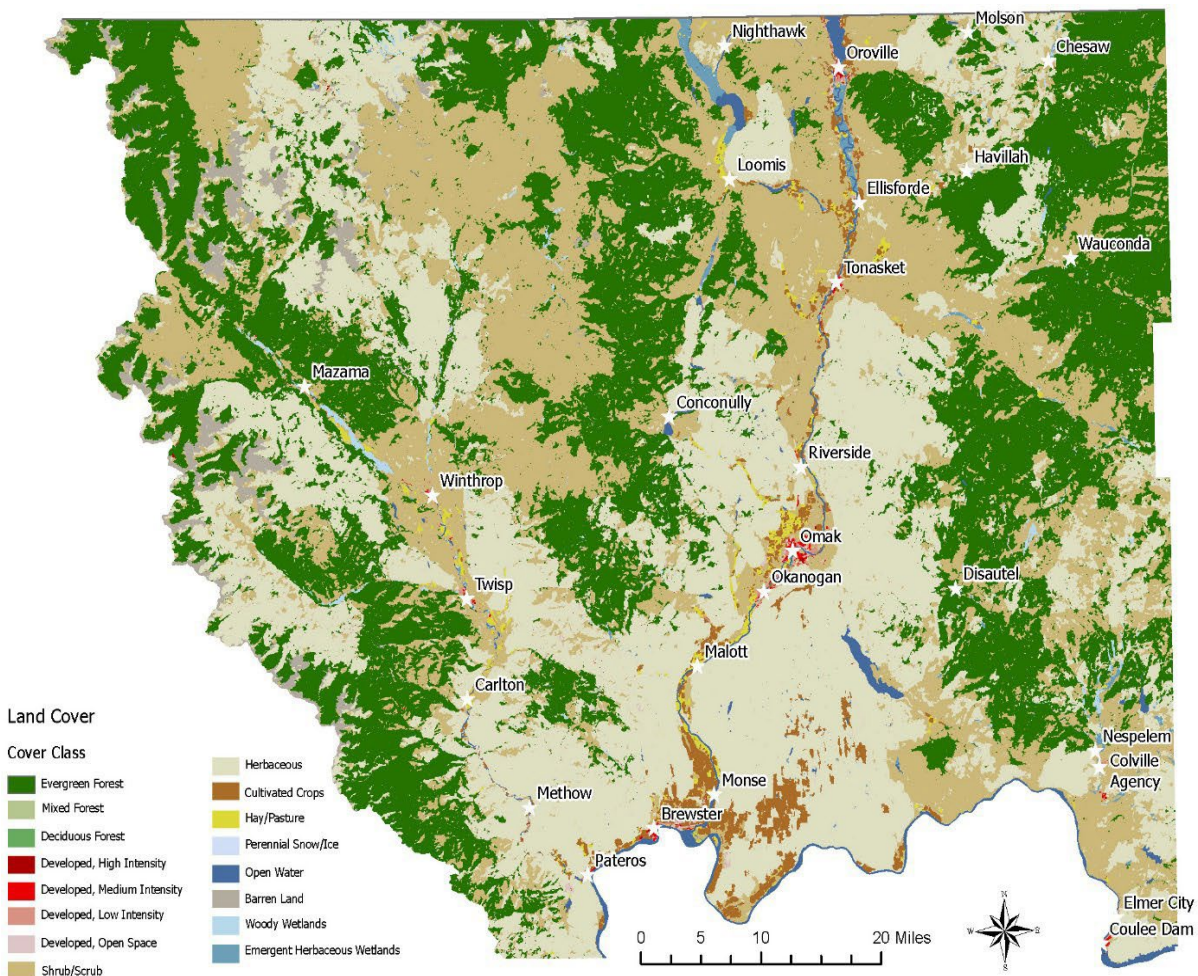 Molson
Nighthawk
Chesaw
Oroville
Loomis
Havillah
Ellisforde
Wauconda
Tonasket
Mazama
Conconully
Riverside
Winthrop
Omak
Okanogan
Disautel
Twisp
Malott
Carlton
Nespelem
Colville
Agency
Monse
Methow
Brewster
Pateros
Elmer City
Coulee Dam
Land Cover
Cover Class
Evergreen Forest
Mixed Forest
Deciduous Forest
Developed, High Intensity
Developed, Medium Intensity
Developed, Low Intensity
Developed, Open Space
Shrub/Scrub
Herbaceous
Cultivated Crops
Hay/Pasture
Perennial Snow/Ice
Open Water
Barren Land
Woody Wetlands
Emergent Herbaceous Wetlands
0 5 10 20 Miles
N
W E
S